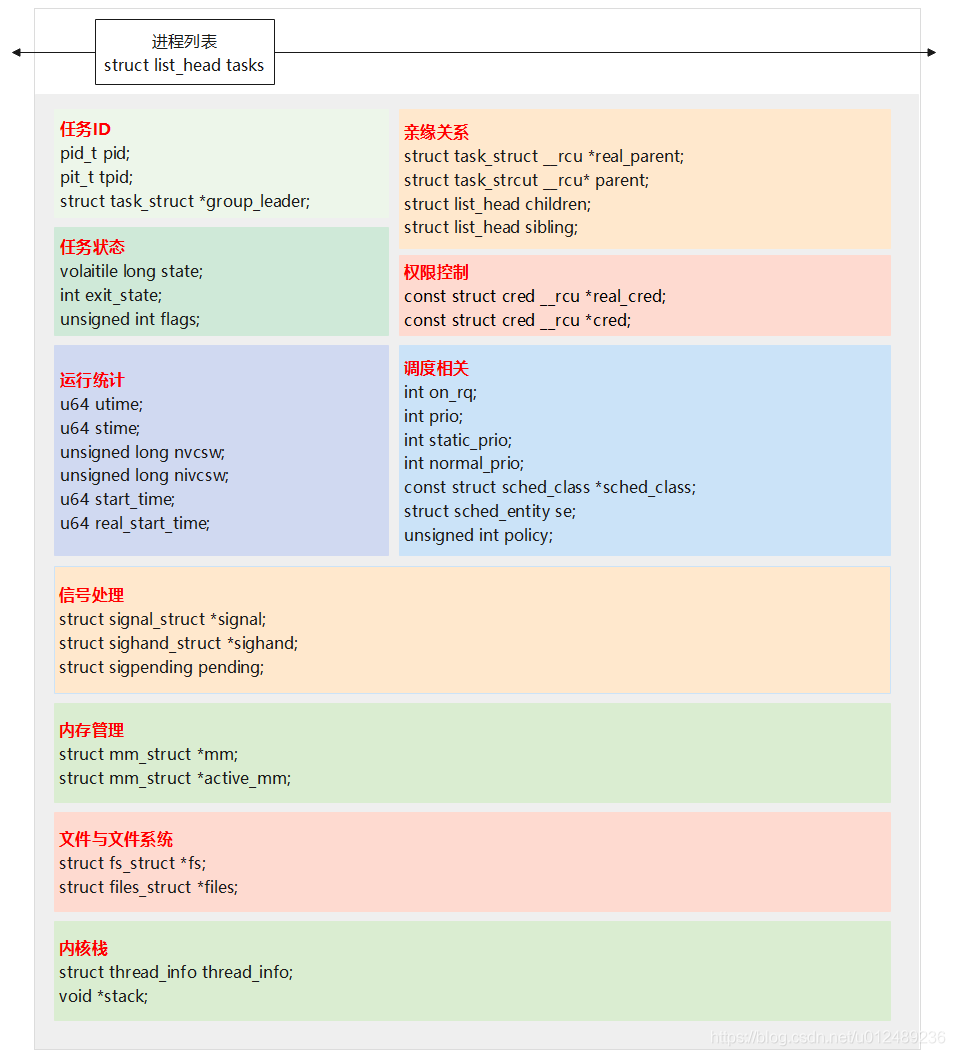 进程列表
struct list_head tasks
任务ID
pid_t pid;
pit_t tpid;
struct task_struct *group_leader;
任务状态
volaitile long state;
int exit_state;
unsigned int flags;
亲缘关系
struct task_struct __rcu *real_parent;
struct task_strcut __rcu* parent;
struct list_head children;
struct list_head sibling;
权限控制
const struct cred __rcu *real_cred;
const struct cred __rcu *cred;
运行统计
u64 utime;
u64 stime;
unsigned long nvcsw;
unsigned long nivcsw;
u64 start_time;
u64 real_start_time;
调度相关
int on_rq;
int prio;
int static_prio;
int normal_prio;
const struct sched_class *sched_class;
struct sched_entity se;
unsigned int policy;
信号处理
struct signal_struct *signal;
struct sighand_struct *sighand;
struct sigpending pending;
内存管理
struct mm_struct *mm;
struct mm_struct *active_mm;
文件与文件系统
struct fs_struct *fs;
struct files_struct *files;
内核栈
struct thread_info thread_info;
void *stack;
https://blog.csdn.net/u012489236